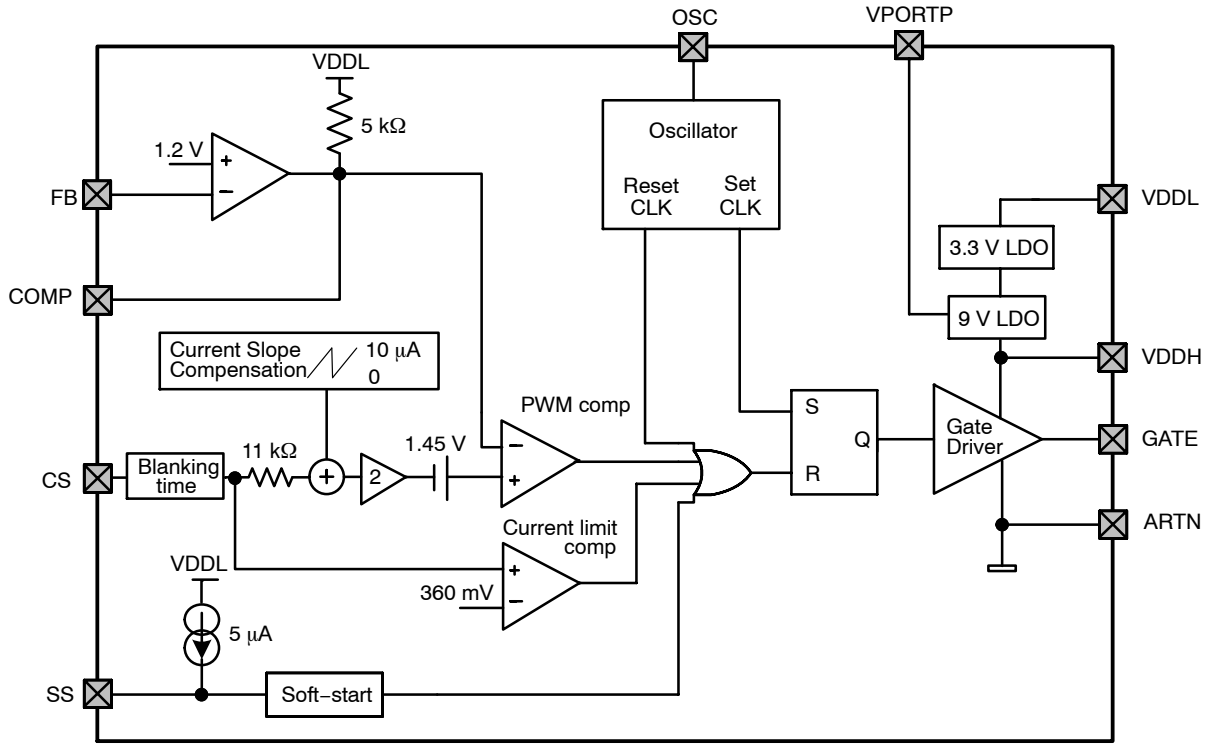 OSC
VPORTP
VDDL
5 kΩ
1.2 V
+
−
FB
COMP
Oscillator
Reset
CLK
Set
CLK
VDDL
3.3 V LDO
9 V LDO
VDDH
Current Slope
Compensation
10 μA
0
PWM comp
−
+
1.45 V
11 kΩ
+
2
CS
Blanking
time
S
Q
R
Gate
Driver
GATE
ARTN
Current limit
comp
+
−
360 mV
VDDL
5 μA
SS
Soft−start